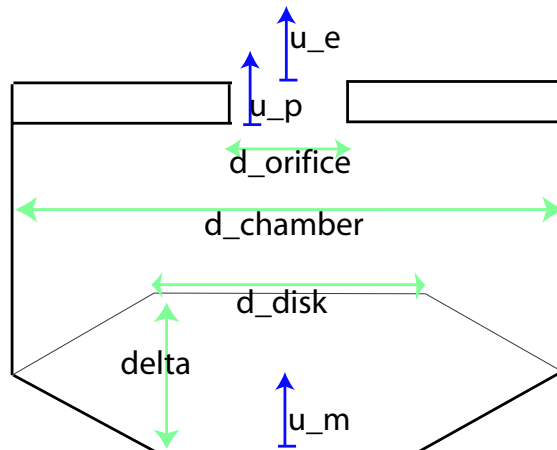 u_e
u_p
d_orifice
d_chamber
d_disk
delta
u_m